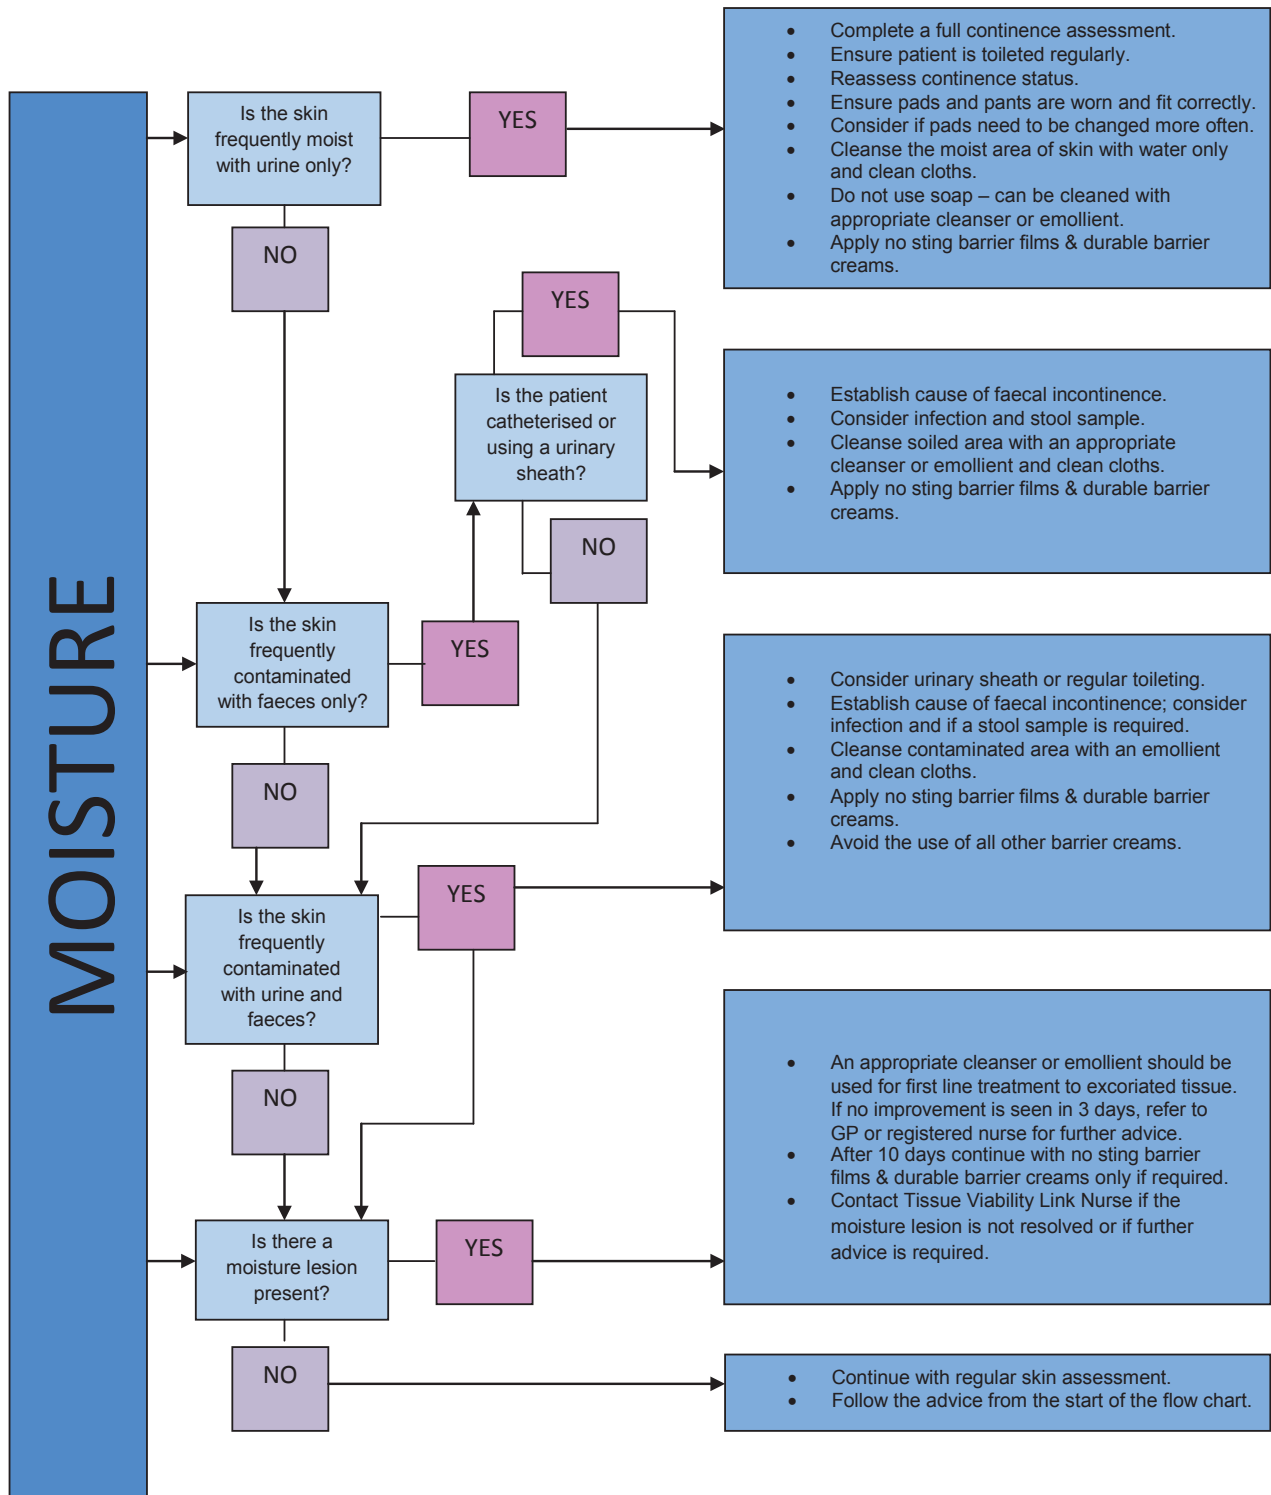 MOISTURE
Is the skin
frequently moist
with urine only?
YES
• Complete a full continence assessment.
• Ensure patient is toileted regularly.
• Reassess continence status.
• Ensure pads and pants are worn and fit correctly.
• Consider if pads need to be changed more often.
• Cleanse the moist area of skin with water only
and clean cloths.
• Do not use soap – can be cleaned with
appropriate cleanser or emollient.
• Apply no sting barrier films & durable barrier
creams.
NO
YES
Is the patient
catheterised or
using a urinary
sheath?
• Establish cause of faecal incontinence.
• Consider infection and stool sample.
• Cleanse soiled area with an appropriate
cleanser or emollient and clean cloths.
• Apply no sting barrier films & durable barrier
creams.
NO
Is the skin
frequently
contaminated
with faeces only?
YES
• Consider urinary sheath or regular toileting.
• Establish cause of faecal incontinence; consider
infection and if a stool sample is required.
• Cleanse contaminated area with an emollient
and clean cloths.
• Apply no sting barrier films & durable barrier
creams.
• Avoid the use of all other barrier creams.
NO
Is the skin
frequently
contaminated
with urine and
faeces?
YES
NO
• An appropriate cleanser or emollient should be
used for first line treatment to excoriated tissue.
If no improvement is seen in 3 days, refer to
GP or registered nurse for further advice.
• After 10 days continue with no sting barrier
films & durable barrier creams only if required.
• Contact Tissue Viability Link Nurse if the
moisture lesion is not resolved or if further
advice is required.
Is there a
moisture lesion
present?
YES
NO
• Continue with regular skin assessment.
• Follow the advice from the start of the flow chart.